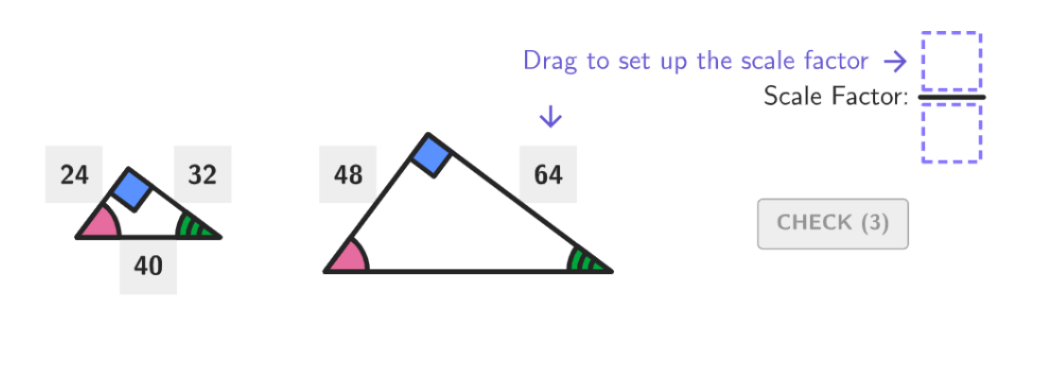 Drag to set up the scale factor →
Scale Factor:
↓
24
32
48
64
40
CHECK (3)